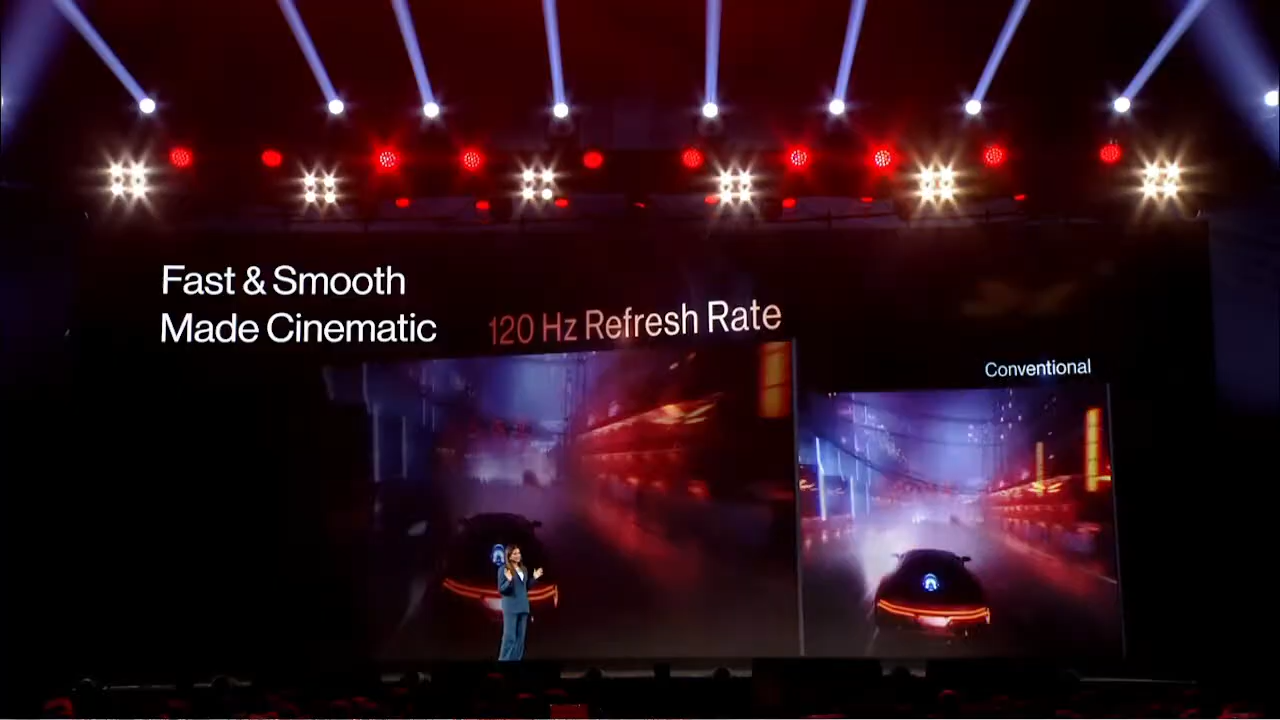 Fast & Smooth
Made Cinematic
120 Hz Refresh Rate
Conventional